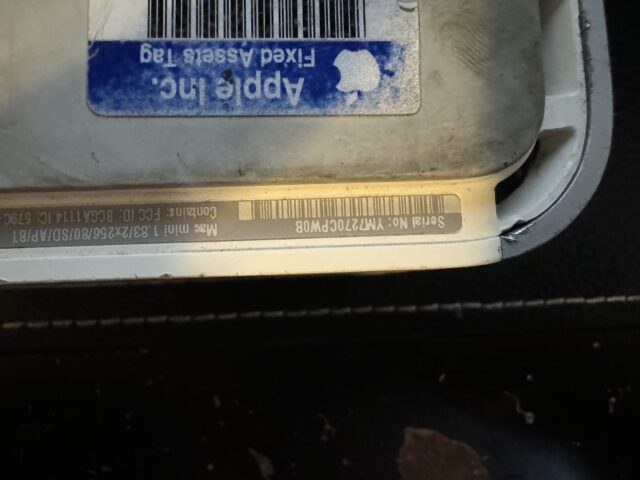 Apple Inc.
Fixed Assets Tag
Serial No: YM7270CPW0B
Mac mini 1.83/2x256/80/SD/AP/BT
Contains: FCC ID: BCGA1114 IC: 579C